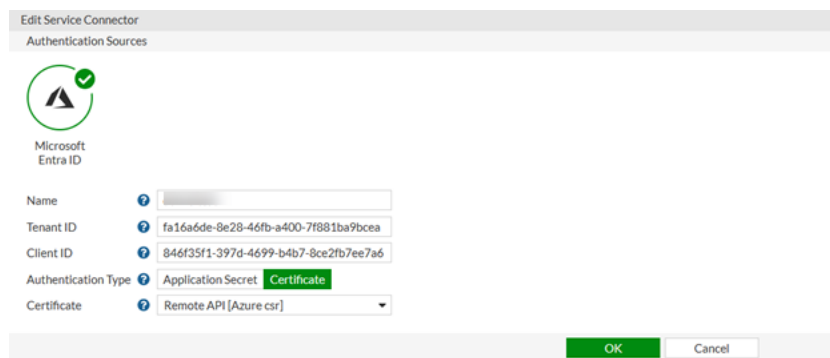 Edit Service Connector
Authentication Sources
Microsoft
Entra ID
Name
Tenant ID fa16a6de-8e28-46fb-a400-7f881ba9bcea
Client ID 846f35f1-397d-4699-b4b7-8ce2fb7ee7a6
Authentication Type Application Secret Certificate
Certificate Remote API [Azure csr]
OK Cancel